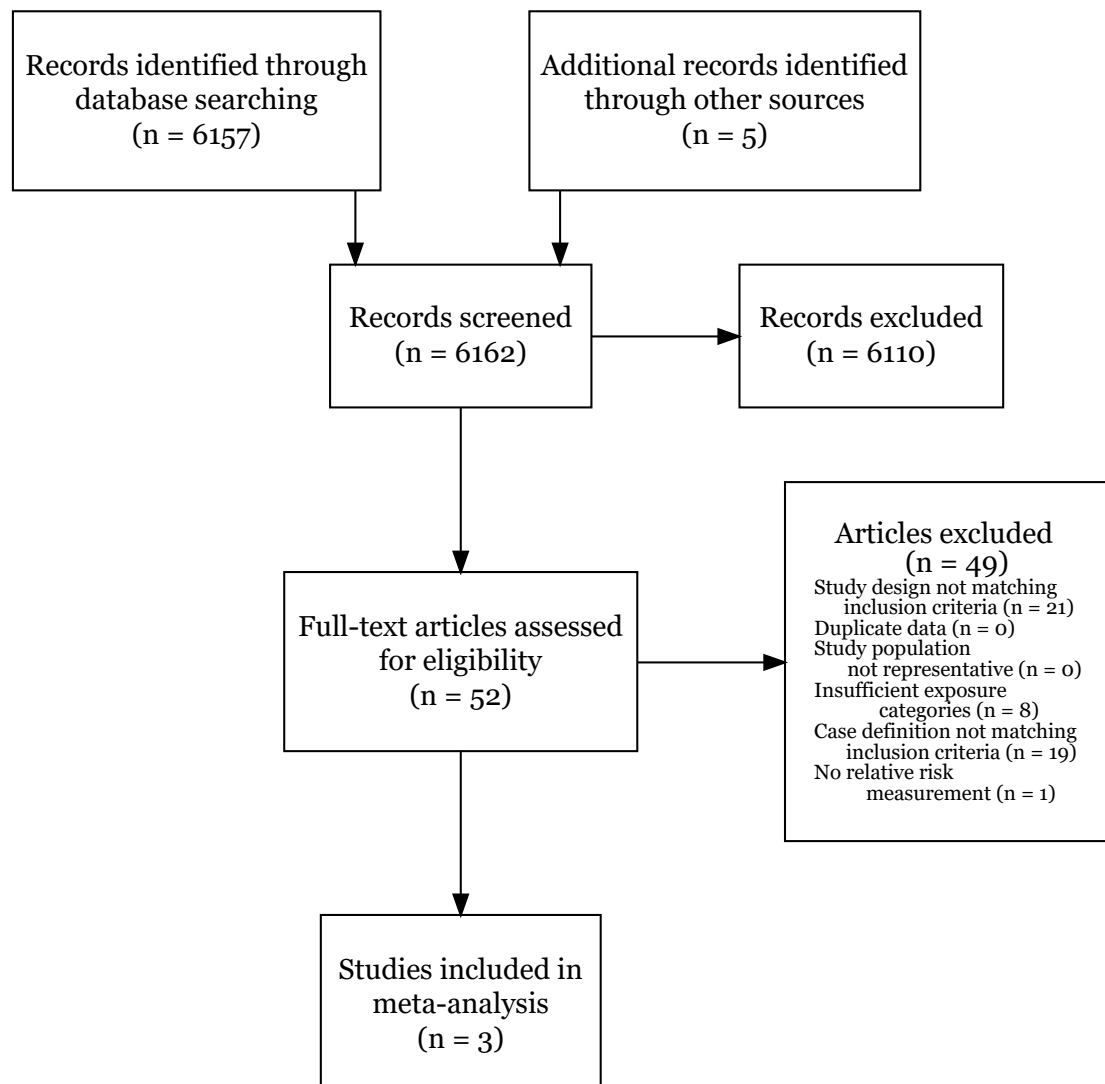 Records identified through
database searching
(n = 6157)
Additional records identified
through other sources
(n = 5)
Records screened
(n = 6162)
Records excluded
(n = 6110)
Full-text articles assessed
for eligibility
(n = 52)
Articles excluded
(n = 49)
Study design not matching
inclusion criteria (n = 21)
Duplicate data (n = 0)
Study population
not representative (n = 0)
Insufficient exposure
categories (n = 8)
Case definition not matching
inclusion criteria (n = 19)
No relative risk
measurement (n = 1)
Studies included in
meta-analysis
(n = 3)